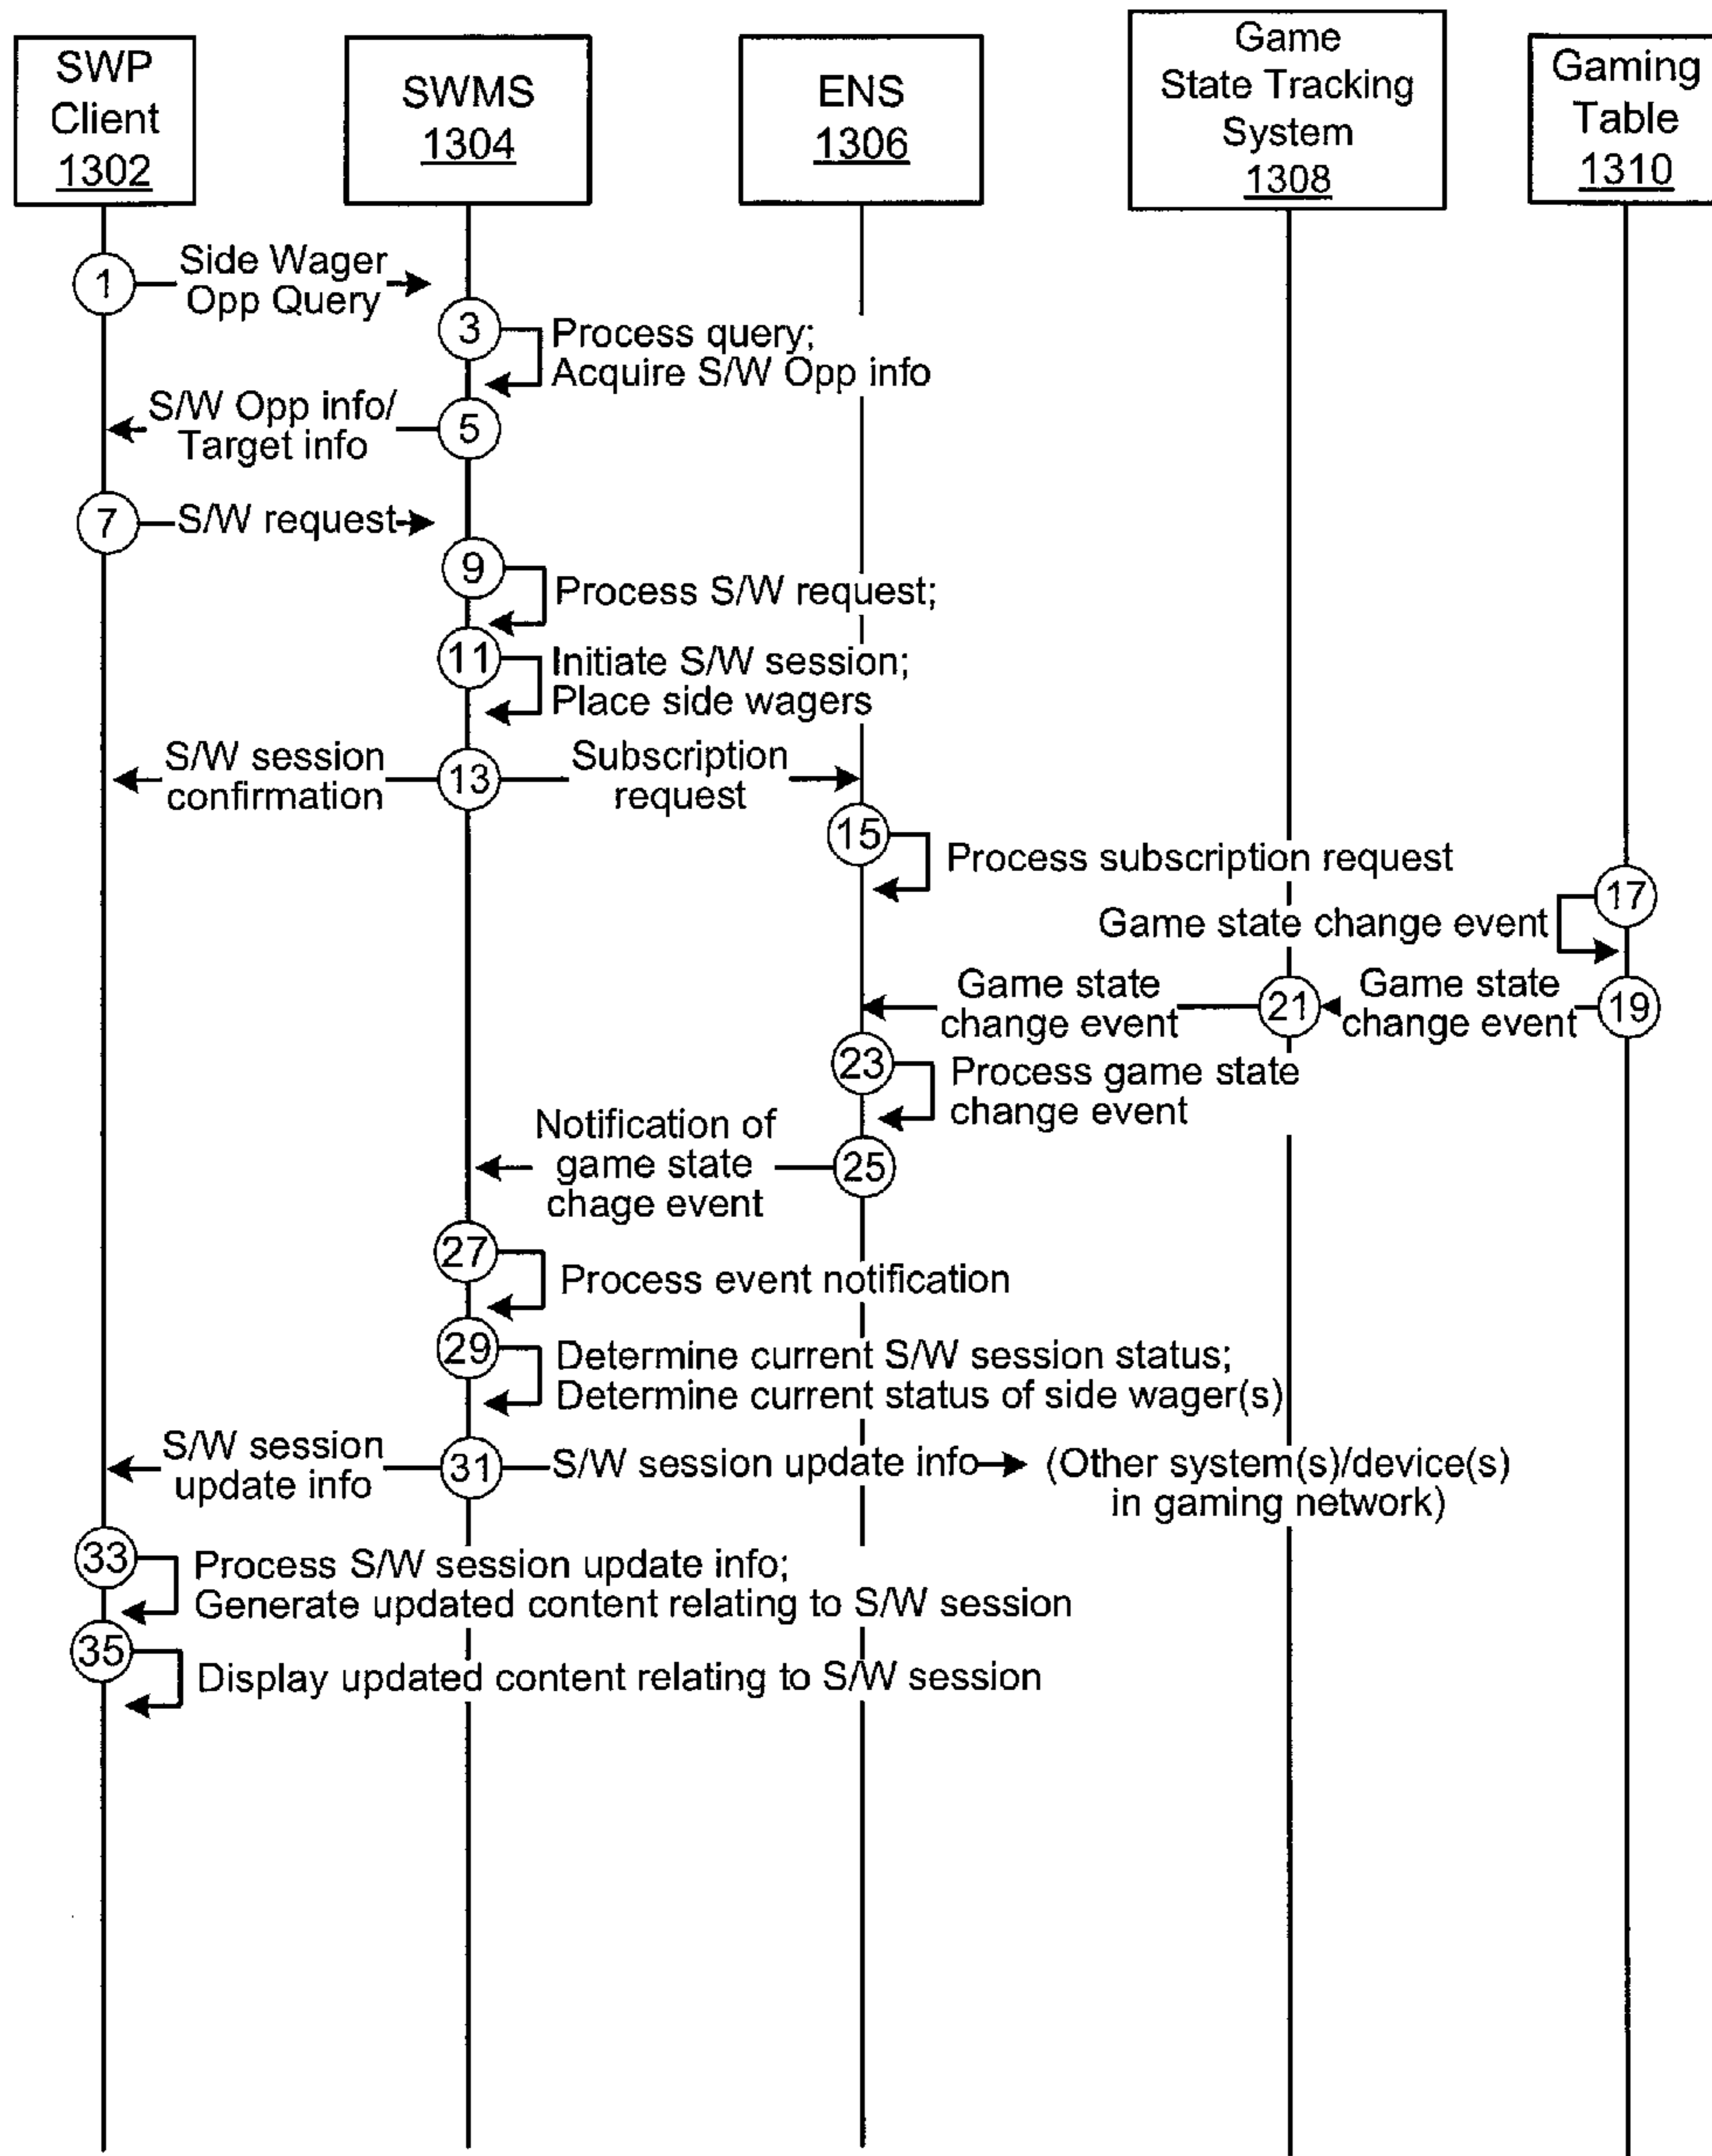 SWP
Client
1302
SWMS
1304
ENS
1306
Game
State Tracking
System
1308
Gaming
Table
1310
1
Side Wager
Opp Query
3
Process query;
Acquire S/W Opp info
S/W Opp info/
Target info
5
7
S/W request
9
Process S/W request;
11
Initiate S/W session;
Place side wagers
S/W session
confirmation
13
Subscription
request
15
Process subscription request
17
Game state change event
Game state
change event
21
Game state
change event
19
23
Process game state
change event
Notification of
game state
chage event
25
27
Process event notification
29
Determine current S/W session status;
Determine current status of side wager(s)
S/W session
update info
31
S/W session update info
(Other system(s)/device(s)
in gaming network)
33
Process S/W session update info;
Generate updated content relating to S/W session
35
Display updated content relating to S/W session